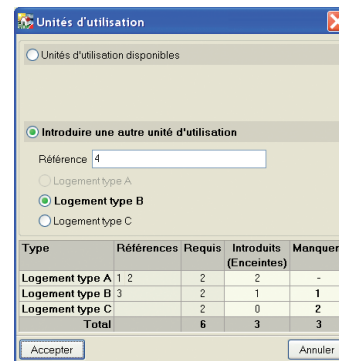 Unités d'utilisation
Unités d'utilisation disponibles
Introduire une autre unité d'utilisation
Référence 4
Logement type A
Logement type B
Logement type C
Type Références Requis Introduits (Enceintes) Manquen
Logement type A 1 2 2 2 -
Logement type B 3 2 1 1
Logement type C 2 0 2
Total 6 3 3
Accepter Annuler